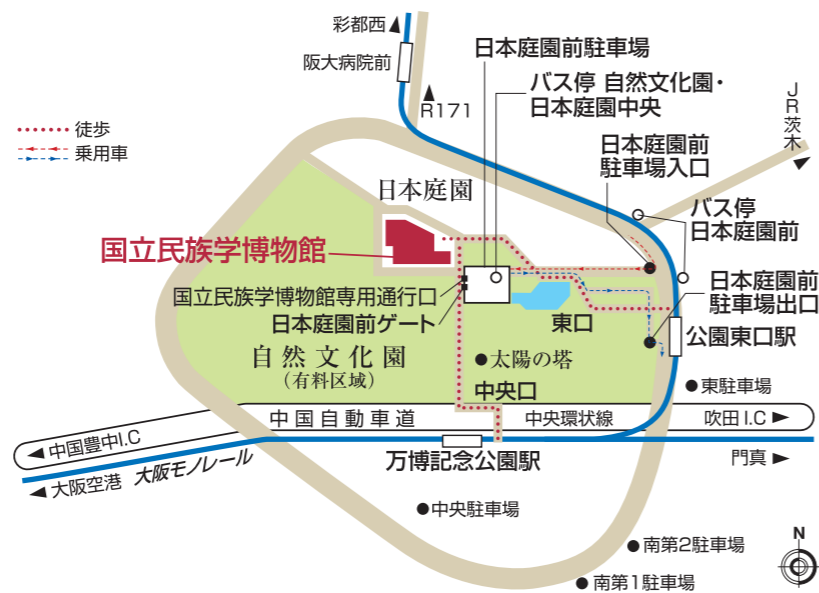 彩都西
阪大病院前
日本庭園前駐車場
バス停 自然文化園・
日本庭園中央
R171
JR茨木
徒歩
乗用車
日本庭園前
駐車場入口
日本庭園
バス停
日本庭園前
国立民族学博物館
日本庭園前
駐車場出口
国立民族学博物館専用通行口
日本庭園前ゲート
東口
公園東口駅
自然文化園
(有料区域)
太陽の塔
中央口
東駐車場
中国自動車道
中央環状線
吹田I.C
中国豊中I.C
大阪空港
大阪モノレール
万博記念公園駅
門真
中央駐車場
南第2駐車場
N
南第1駐車場